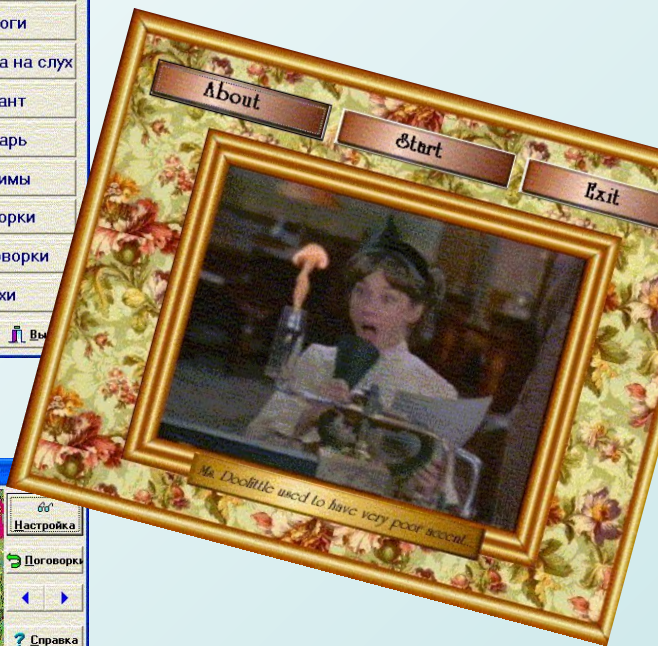 оги
а на слух
ант
арь
имы
орки
оворки
хи
Вы
About
Start
Exit
Ms. Doolittle used to have very poor accent...
Настройка
Поговорки
Справка